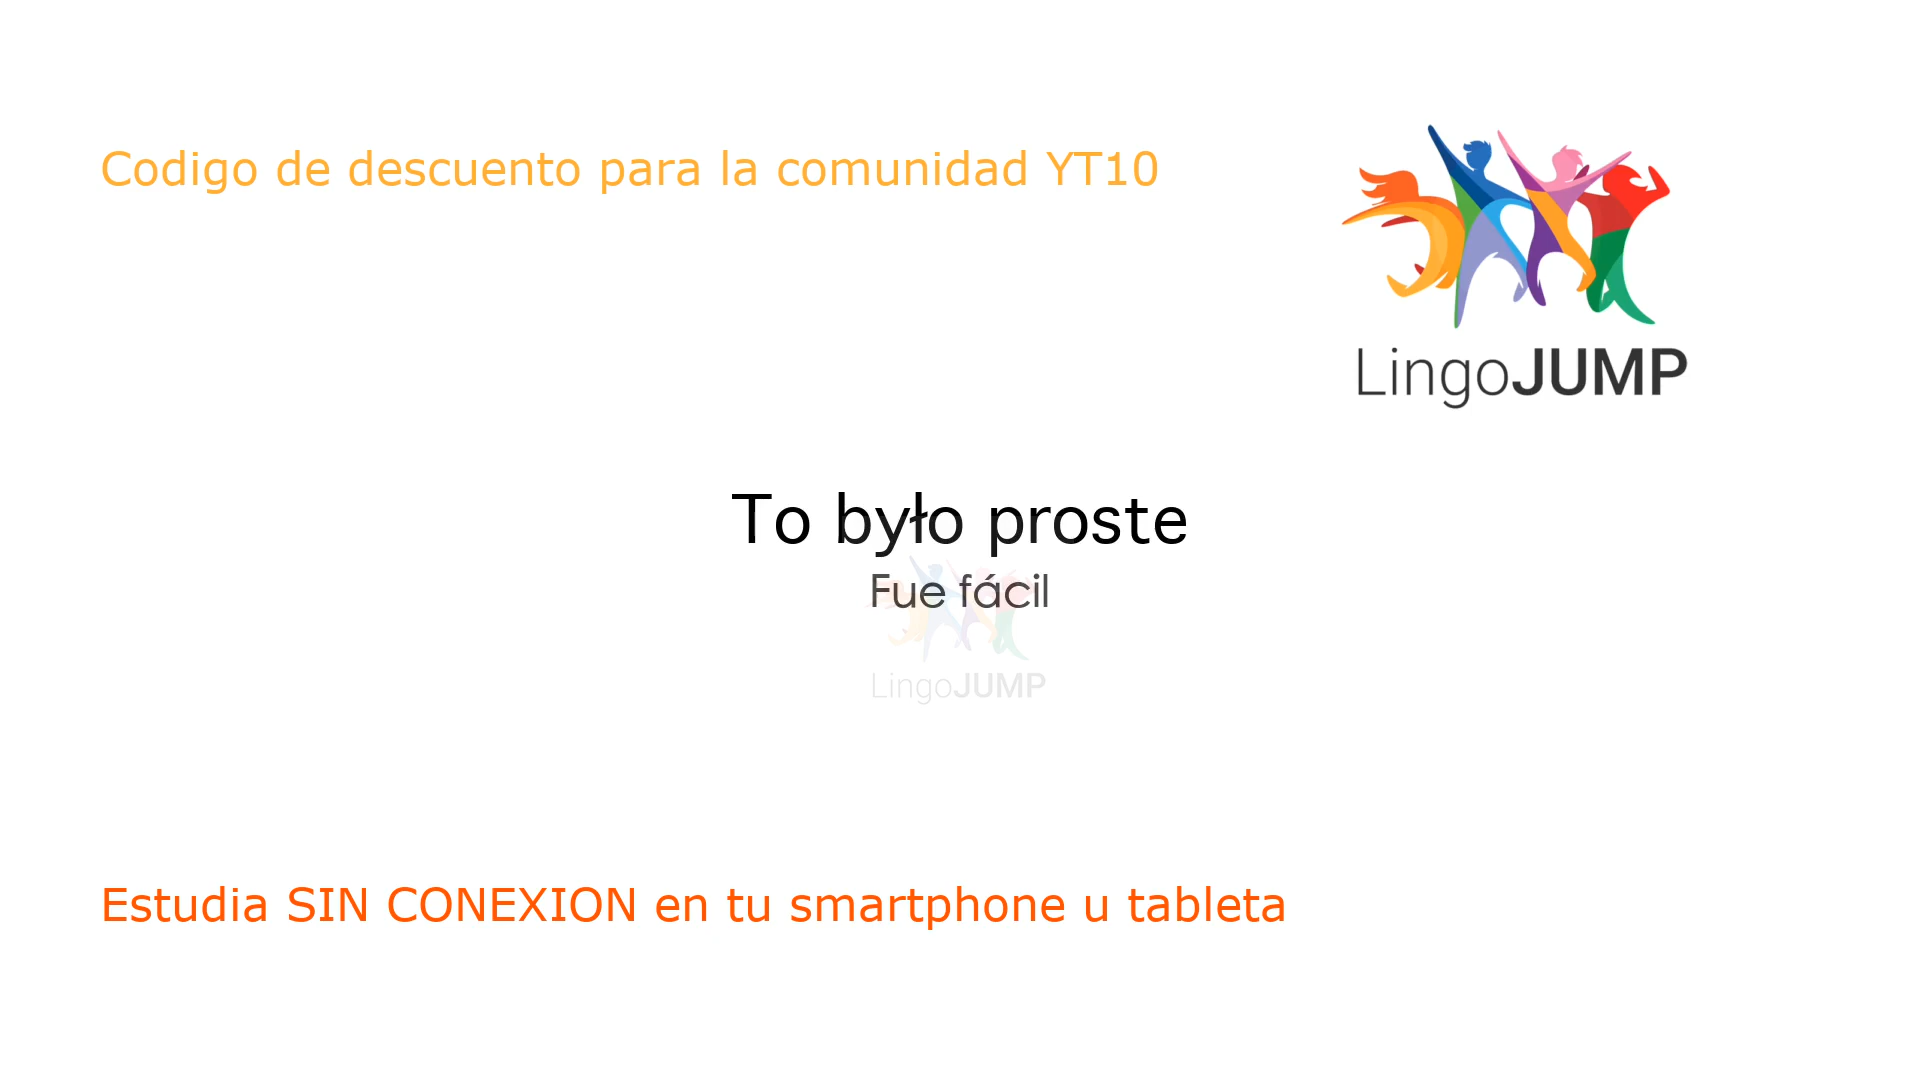 Codigo de descuento para la comunidad YT10
LingoJUMP
To było proste
Fue fácil
LingoJUMP
Estudia SIN CONEXION en tu smartphone u tableta